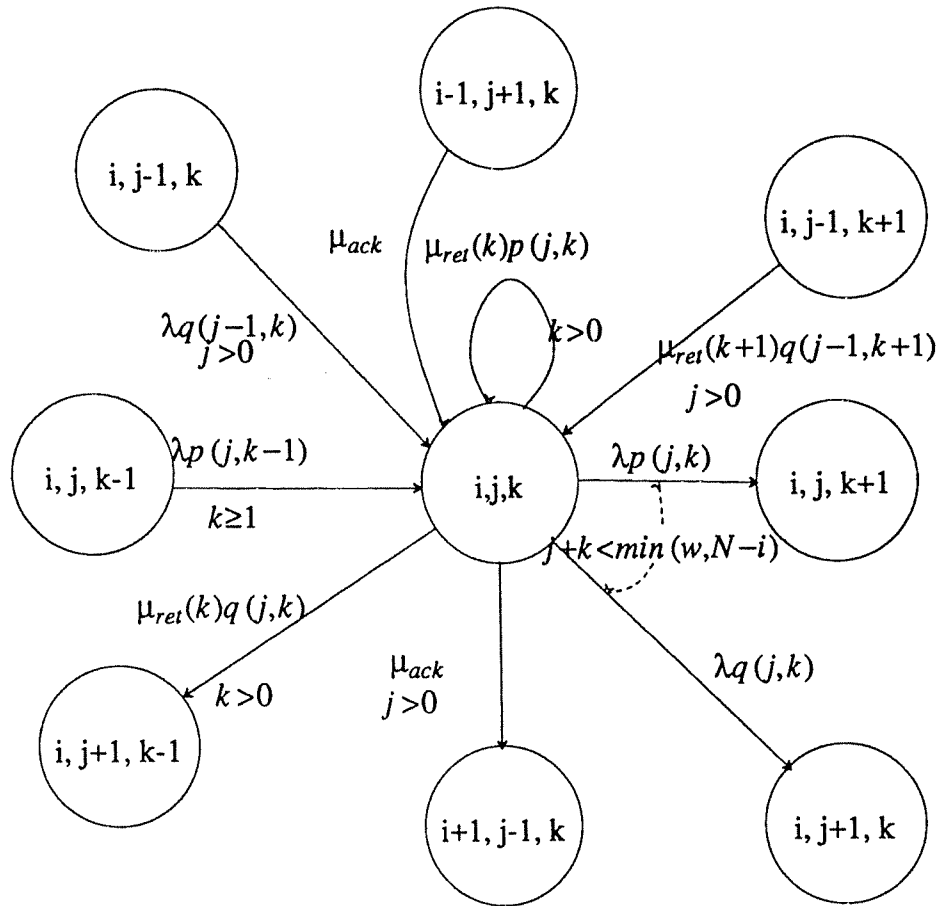 i-1, j+1, k
i, j-1, k
i, j-1, k+1
μ_ack
μ_ret(k)p(j,k)
λq(j-1,k)
j>0
k>0
μ_ret(k+1)q(j-1,k+1)
j>0
λp(j,k-1)
λp(j,k)
i, j, k-1
i,j,k
i, j, k+1
k≥1
j+k<min(w,N-i)
μ_ret(k)q(j,k)
k>0
μ_ack
j>0
λq(j,k)
i, j+1, k-1
i+1, j-1, k
i, j+1, k